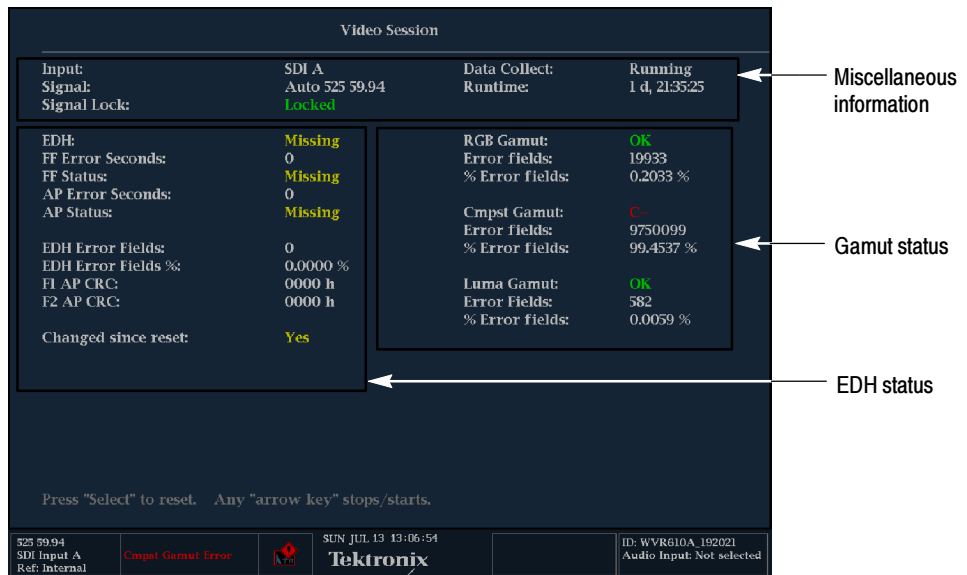 Video Session
Input: SDI A Data Collect: Running
Signal: Auto 525 59.94 Runtime: 1 d, 21:35:25
Signal Lock: Locked
Miscellaneous
information
EDH: Missing
FF Error Seconds: 0
FF Status: Missing
AP Error Seconds: 0
AP Status: Missing
EDH Error Fields: 0
EDH Error Fields %: 0.0000 %
F1 AP CRC: 0000 h
F2 AP CRC: 0000 h
Changed since reset: Yes
RGB Gamut: OK
Error fields: 19933
% Error fields: 0.2033 %
Cmpst Gamut: C-
Error fields: 9750099
% Error fields: 99.4537 %
Luma Gamut: OK
Error Fields: 582
% Error fields: 0.0059 %
Gamut status
EDH status
Press "Select" to reset. Any "arrow key" stops/starts.
525 59.94
SDI Input A
Ref: Internal
Cmpst Gamut Error
SUN JUL 13 13:06:54
Tektronix
ID: WVR610A_192021
Audio Input: Not selected